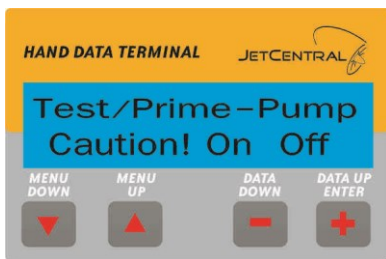 HAND DATA TERMINAL
JETCENTRAL
Test/Prime-Pump
Caution! On Off
MENU DOWN
MENU UP
DATA DOWN
DATA UP ENTER